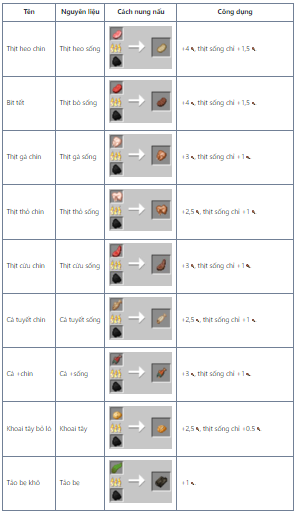 Tên Nguyên liệu Cách nung nấu Công dụng
Thịt heo chín Thịt heo sống +4, thịt sống chỉ +1,5
Bít tết Thịt bò sống +4, thịt sống chỉ +1,5
Thịt gà chín Thịt gà sống +3, thịt sống chỉ +1
Thịt thỏ chín Thịt thỏ sống +2,5, thịt sống chỉ +1
Thịt cừu chín Thịt cừu sống +3, thịt sống chỉ +1
Cá tuyết chín Cá tuyết sống +2,5, thịt sống chỉ +1
Cá +chín Cá +sống +3, thịt sống chỉ +1
Khoai tây bỏ lò Khoai tây +2,5, thịt sống chỉ +0.5
Tảo bẹ khô Tảo bẹ +1